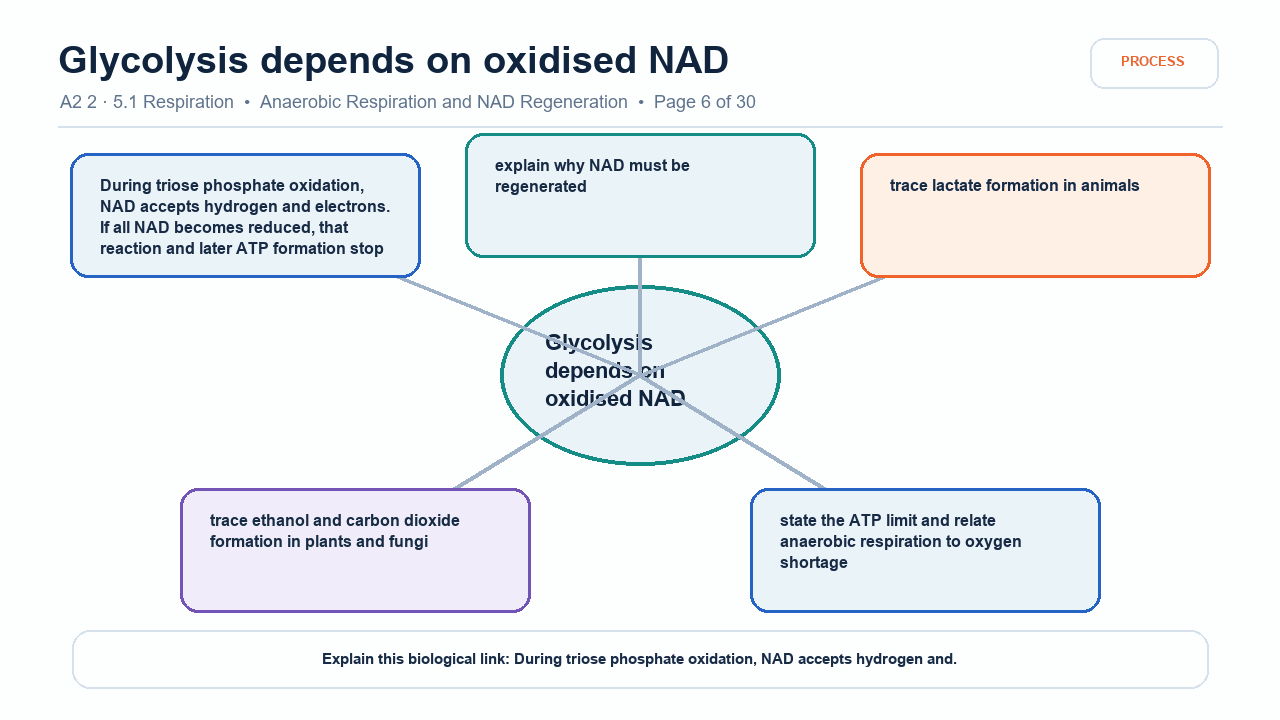 Glycolysis depends on oxidised NAD
PROCESS
A2 2 · 5.1 Respiration • Anaerobic Respiration and NAD Regeneration • Page 6 of 30
During triose phosphate oxidation,
NAD accepts hydrogen and electrons.
If all NAD becomes reduced, that
reaction and later ATP formation stop
explain why NAD must be
regenerated
trace lactate formation in animals
Glycolysis
depends on
oxidised NAD
trace ethanol and carbon dioxide
formation in plants and fungi
state the ATP limit and relate
anaerobic respiration to oxygen
shortage
Explain this biological link: During triose phosphate oxidation, NAD accepts hydrogen and.